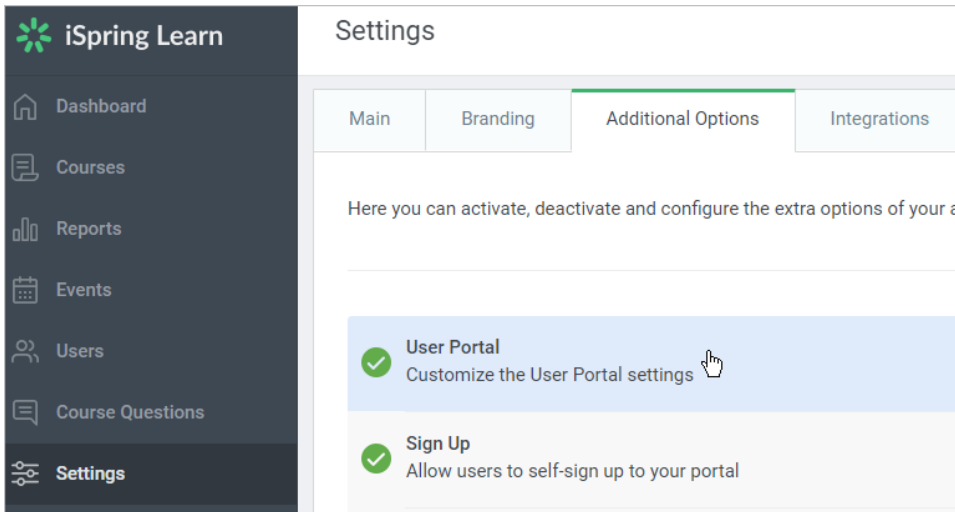 iSpring Learn
Dashboard
Courses
Reports
Events
Users
Course Questions
Settings
Settings
Main
Branding
Additional Options
Integrations
Here you can activate, deactivate and configure the extra options of your
User Portal
Customize the User Portal settings
Sign Up
Allow users to self-sign up to your portal